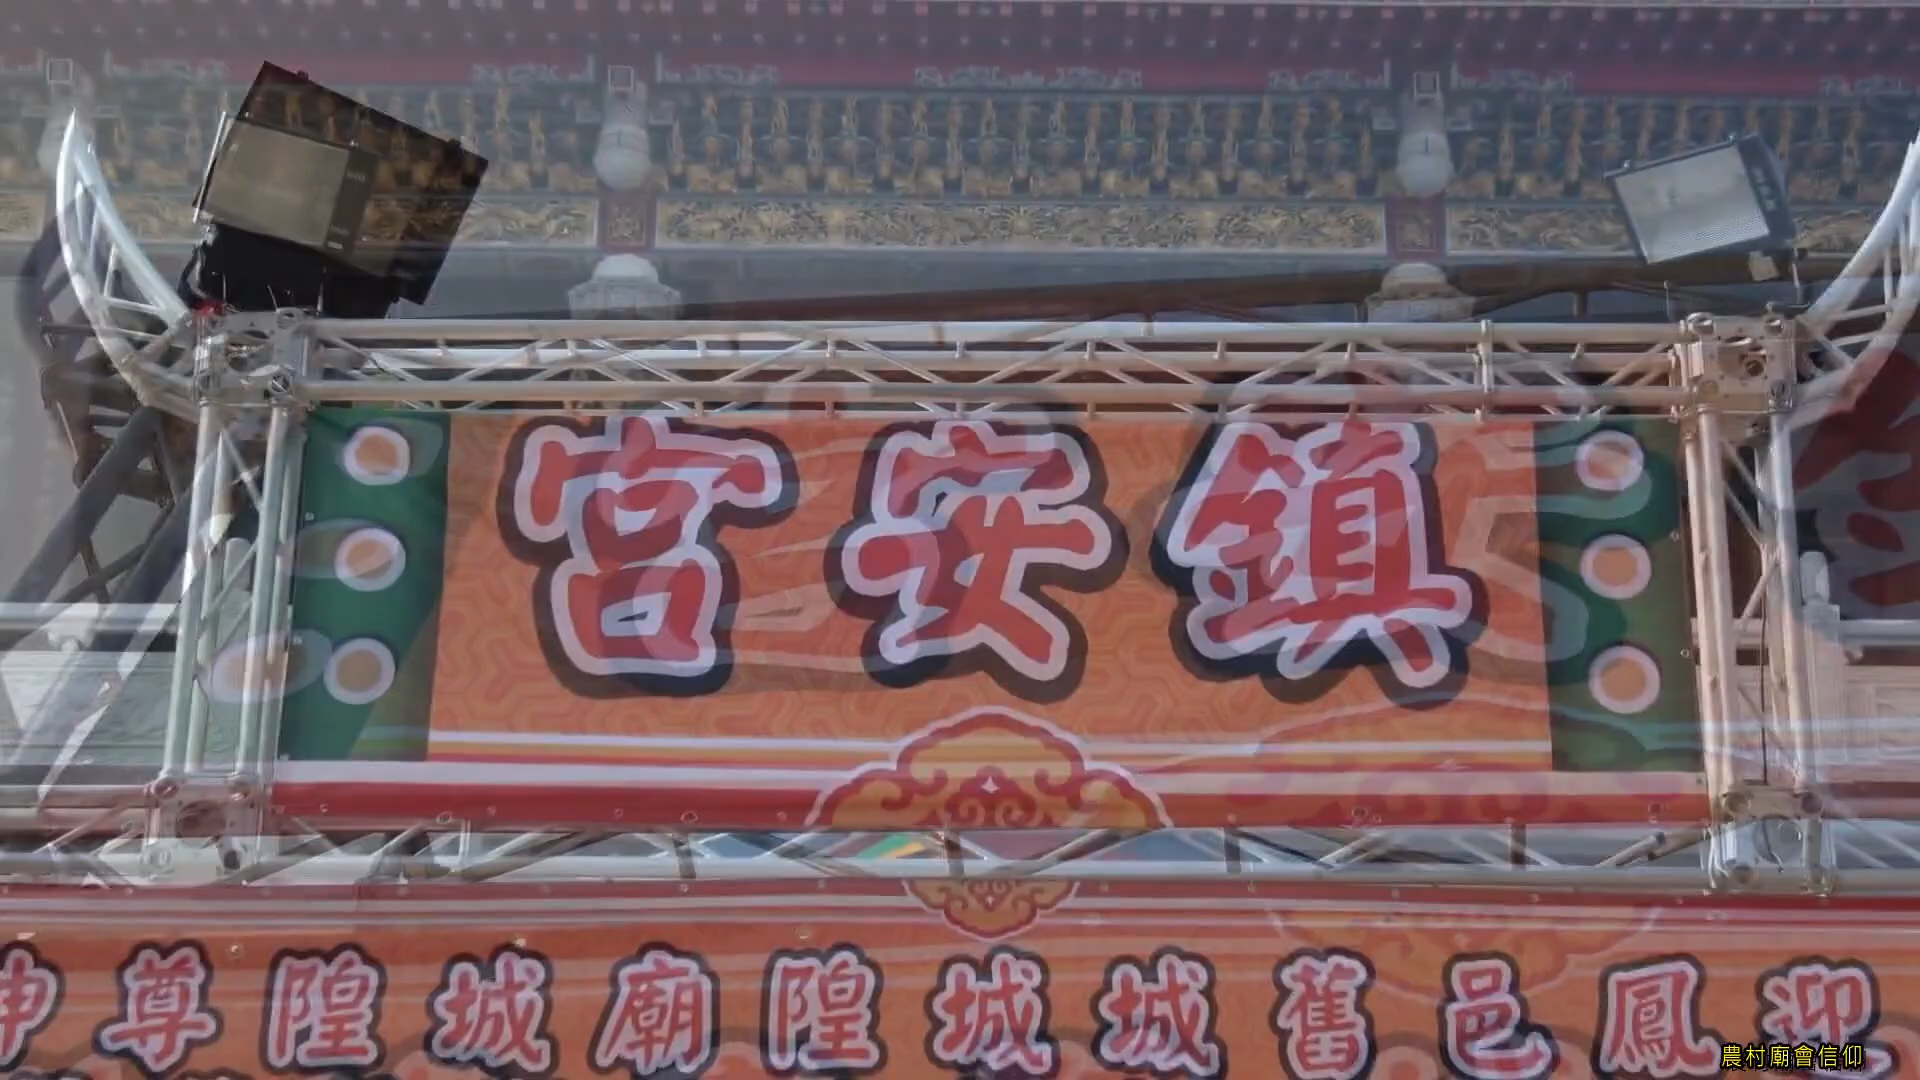 鎮安宮
迎鳳邑舊城城隍廟城隍尊神
農村廟會信仰